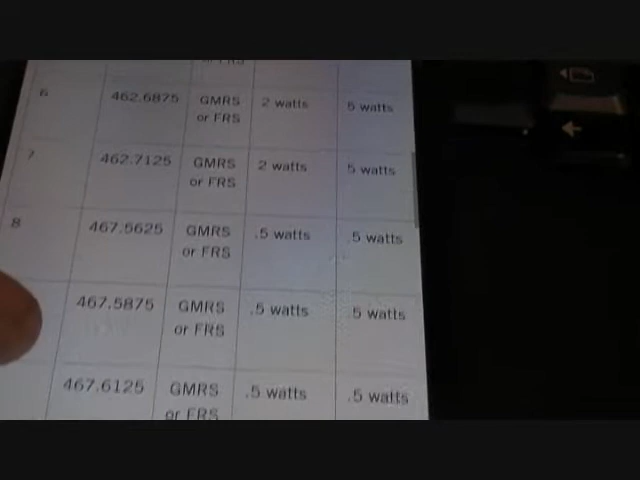 or FRS
6 462.6875 GMRS or FRS 2 watts 5 watts
7 462.7125 GMRS or FRS 2 watts 5 watts
8 467.5625 GMRS or FRS .5 watts .5 watts
467.5875 GMRS or FRS .5 watts .5 watts
467.6125 GMRS or FRS .5 watts .5 watts